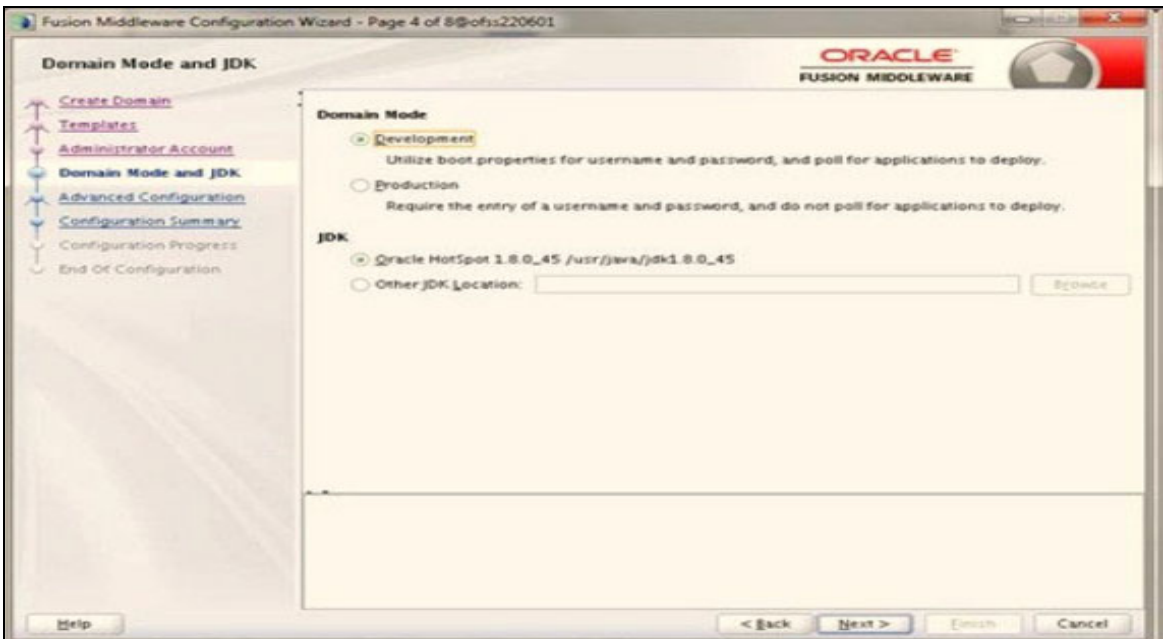 Fusion Middleware Configuration Wizard - Page 4 of 8@ofss220601
Domain Mode and JDK
ORACLE
FUSION MIDDLEWARE
Create Domain
Templates
Administrator Account
Domain Mode and JDK
Advanced Configuration
Configuration Summary
Configuration Progress
End Of Configuration
Domain Mode
Development
Utilize boot.properties for username and password, and poll for applications to deploy.
Production
Require the entry of a username and password, and do not poll for applications to deploy.
JDK
Oracle HotSpot 1.8.0_45 /usr/java/jdk1.8.0_45
Other JDK Location:
Browse
Help
< Back
Next >
Finish
Cancel